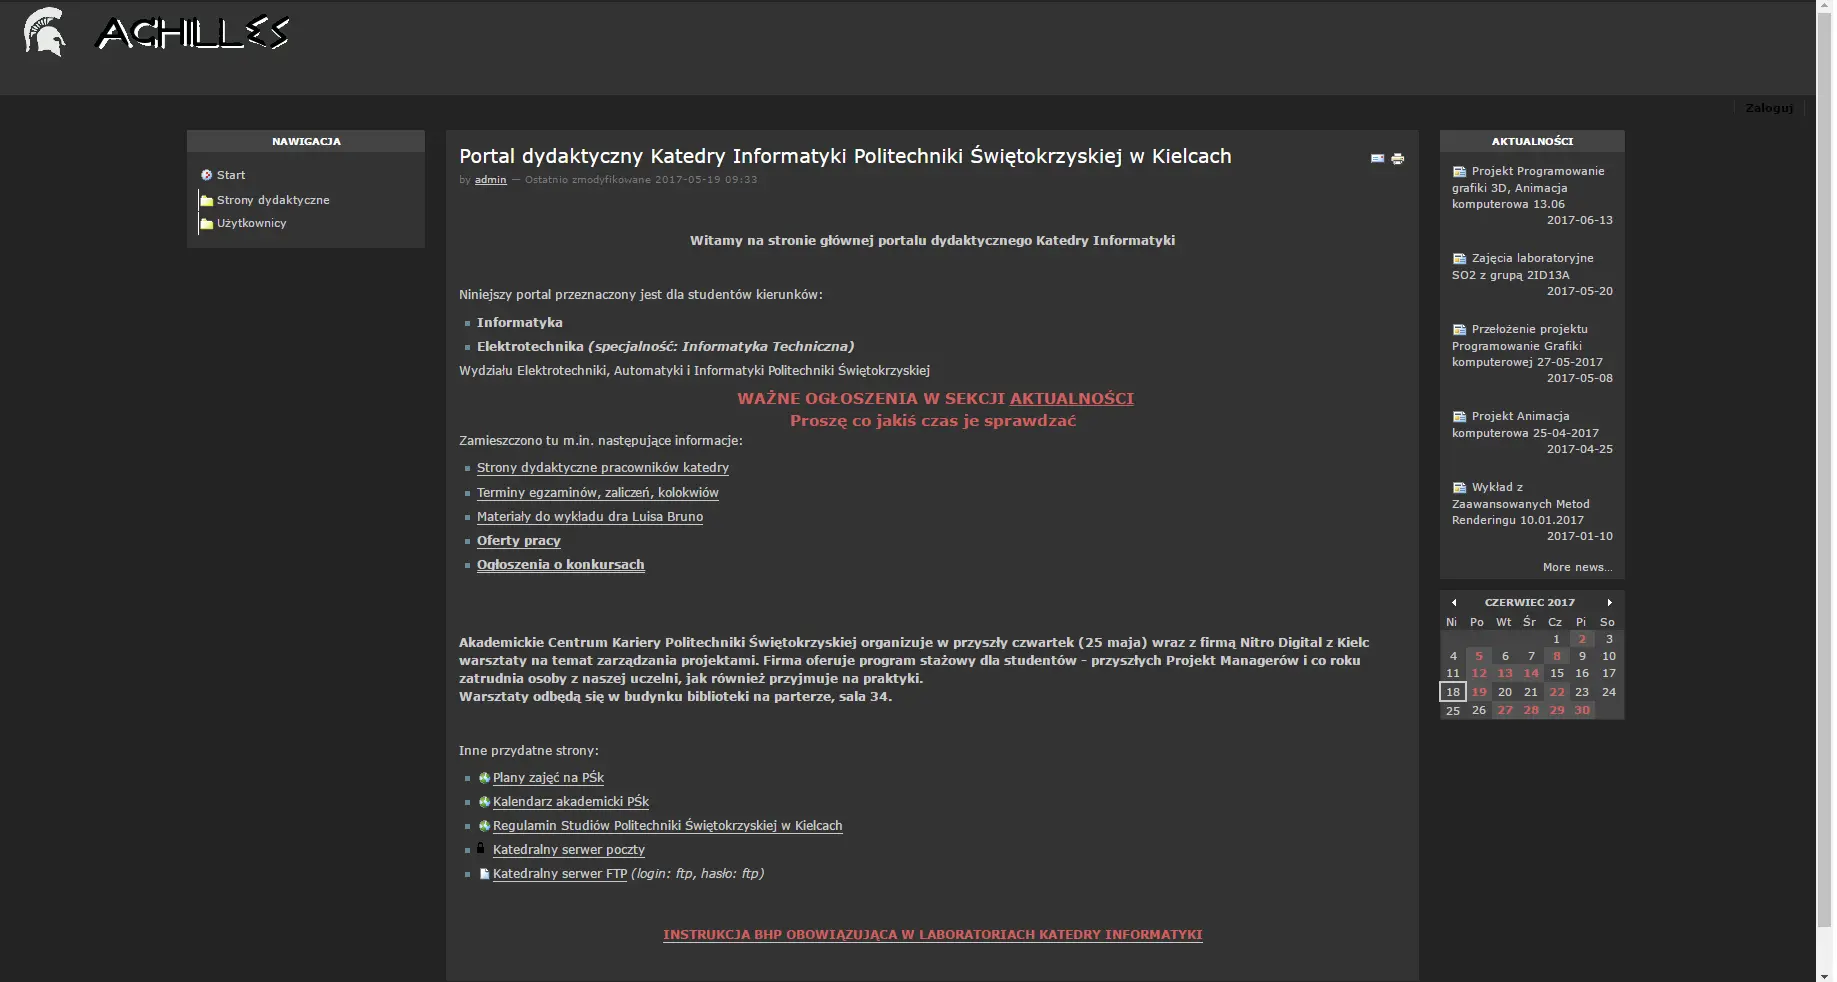 ACHILLES
Zaloguj
NAWIGACJA
Start
Strony dydaktyczne
Użytkownicy
Portal dydaktyczny Katedry Informatyki Politechniki Świętokrzyskiej w Kielcach
by admin — Ostatnio zmodyfikowane 2017-05-19 09:33
Witamy na stronie głównej portalu dydaktycznego Katedry Informatyki
Niniejszy portal przeznaczony jest dla studentów kierunków:
Informatyka
Elektrotechnika (specjalność: Informatyka Techniczna)
Wydziału Elektrotechniki, Automatyki i Informatyki Politechniki Świętokrzyskiej
WAŻNE OGŁOSZENIA W SEKCJI AKTUALNOŚCI
Proszę co jakiś czas je sprawdzać
Zamieszczono tu m.in. następujące informacje:
Strony dydaktyczne pracowników katedry
Terminy egzaminów, zaliczeń, kolokwiów
Materiały do wykładu dra Luisa Bruno
Oferty pracy
Ogłoszenia o konkursach
Akademickie Centrum Kariery Politechniki Świętokrzyskiej organizuje w przyszły czwartek (25 maja) wraz z firmą Nitro Digital z Kielc
warsztaty na temat zarządzania projektami. Firma oferuje program stażowy dla studentów - przyszłych Projekt Managerów i co roku
zatrudnia osoby z naszej uczelni, jak również przyjmuje na praktyki.
Warsztaty odbędą się w budynku biblioteki na parterze, sala 34.
Inne przydatne strony:
Plany zajęć na PŚk
Kalendarz akademicki PŚk
Regulamin Studiów Politechniki Świętokrzyskiej w Kielcach
Katedralny serwer poczty
Katedralny serwer FTP (login: ftp, hasło: ftp)
INSTRUKCJA BHP OBOWIĄZUJĄCA W LABORATORIACH KATEDRY INFORMATYKI
AKTUALNOŚCI
Projekt Programowanie
grafiki 3D, Animacja
komputerowa 13.06
2017-06-13
Zajęcia laboratoryjne
SO2 z grupą 2ID13A
2017-05-20
Przełożenie projektu
Programowanie Grafiki
komputerowej 27-05-2017
2017-05-08
Projekt Animacja
komputerowa 25-04-2017
2017-04-25
Wykład z
Zaawansowanych Metod
Renderingu 10.01.2017
2017-01-10
More news...
CZERWIEC 2017
Ni Po Wt Śr Cz Pi So
1 2 3
4 5 6 7 8 9 10
11 12 13 14 15 16 17
18 19 20 21 22 23 24
25 26 27 28 29 30